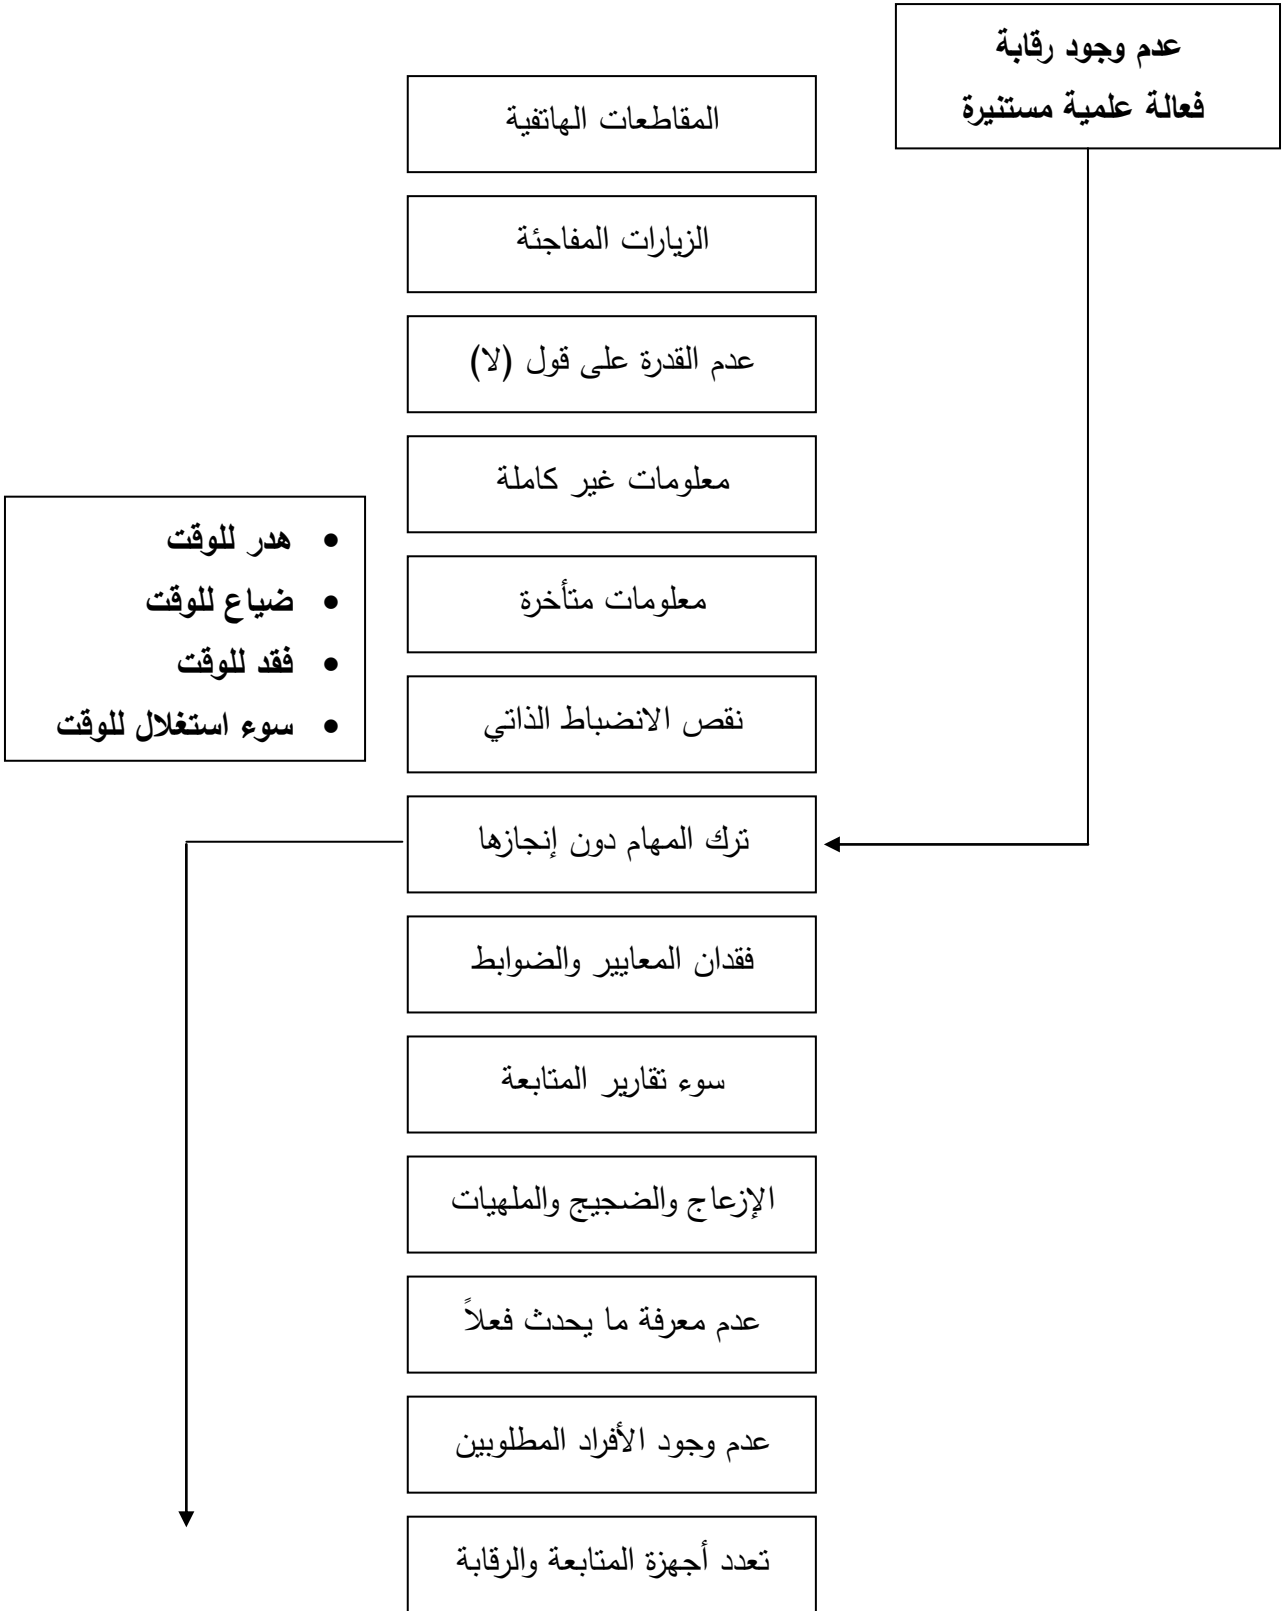 عدم وجود رقابة
فعالة علمية مستنيرة
المقاطعات الهاتفية
الزيارات المفاجئة
عدم القدرة على قول (لا)
معلومات غير كاملة
معلومات متأخرة
نقص الانضباط الذاتي
ترك المهام دون إنجازها
فقدان المعايير والضوابط
سوء تقارير المتابعة
الإزعاج والضجيج والملهيات
عدم معرفة ما يحدث فعلاً
عدم وجود الأفراد المطلوبين
تعدد أجهزة المتابعة والرقابة
• هدر للوقت
• ضياع للوقت
• فقد للوقت
• سوء استغلال للوقت